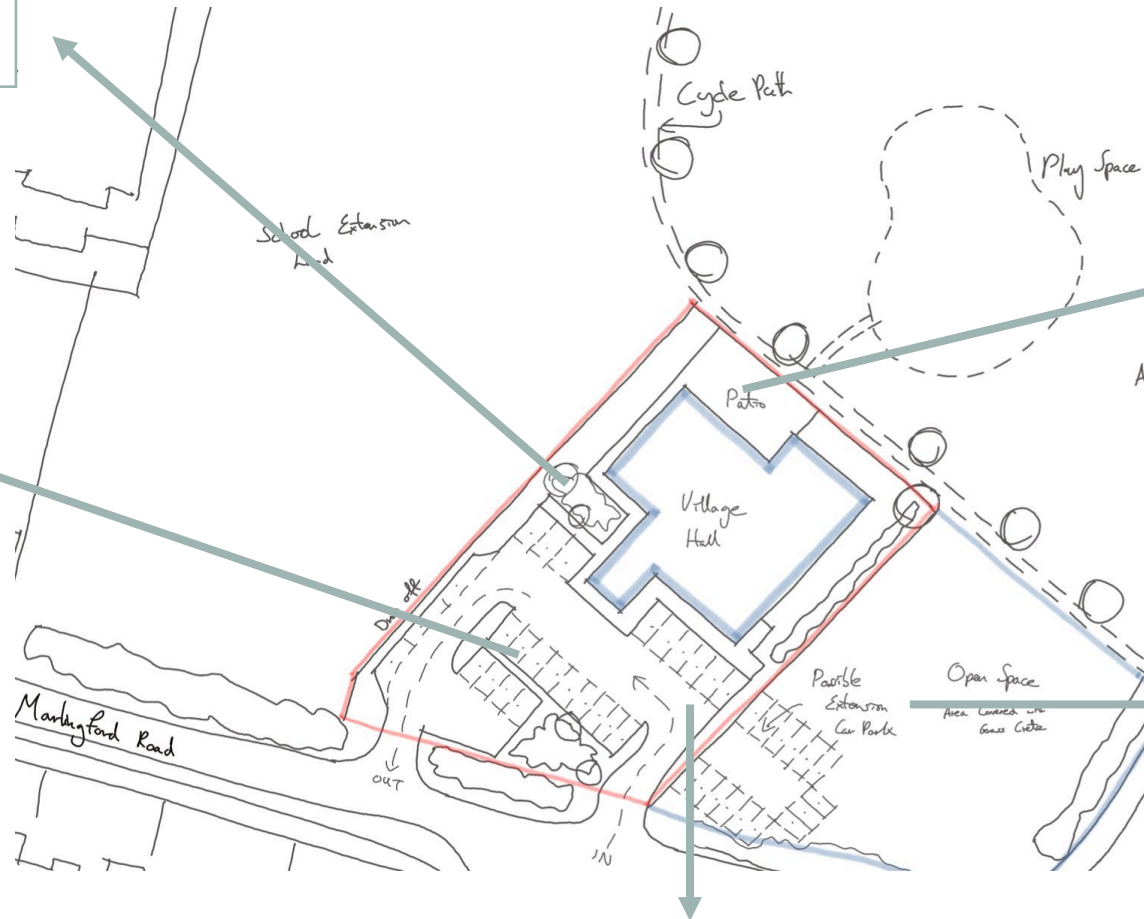 Cycle Path
Play Space
School Extension
Land
Patio
Village
Hall
Drop off
Possible
Extension
Car Park
Open Space
Area Covered with
Grass Crete
Marlingford Road
OUT
IN
A